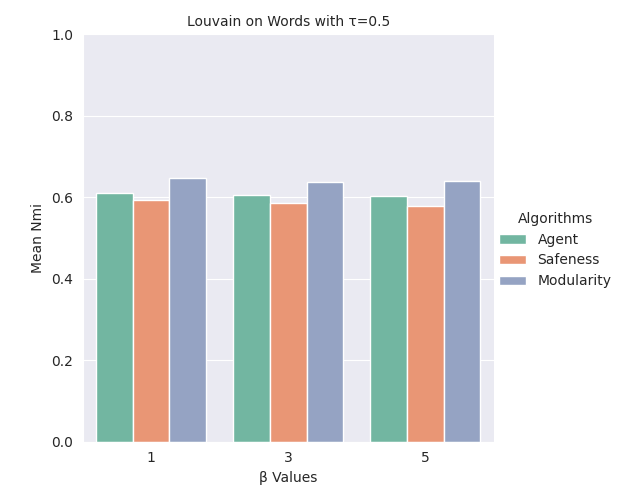 Louvain on Words with τ=0.5
1.0
0.8
0.6
0.4
0.2
0.0
Mean Nmi
1
3
5
β Values
Algorithms
Agent
Safeness
Modularity